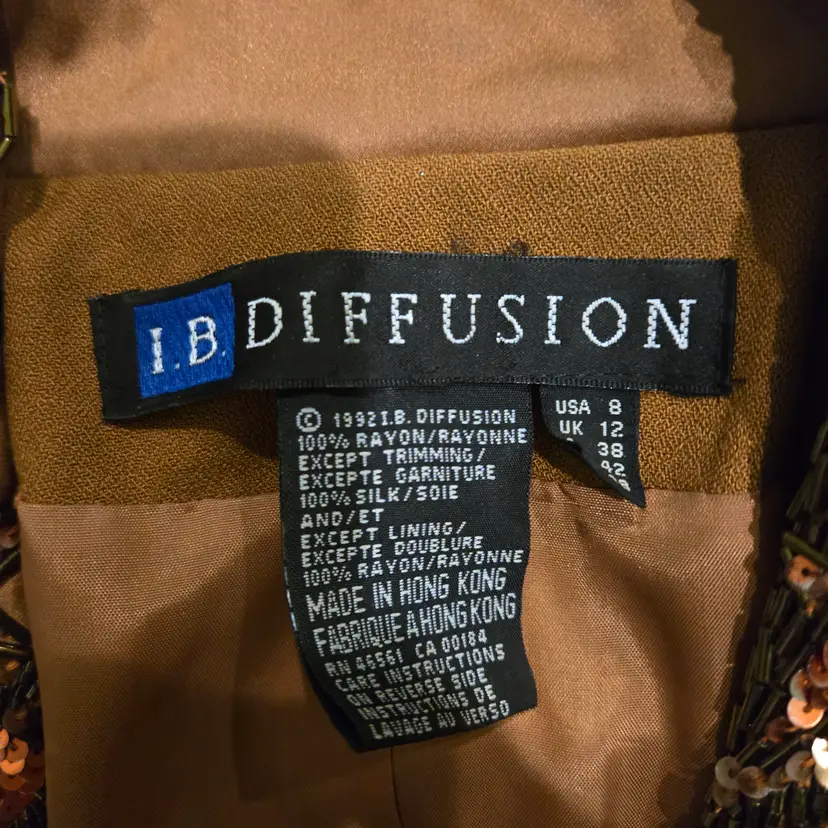 I.B. DIFFUSION
© 1992 I.B. DIFFUSION
100% RAYON/RAYONNE
EXCEPT TRIMMING/
EXCEPTE GARNITURE
100% SILK/SOIE
AND/ET
EXCEPT LINING/
EXCEPTE DOUBLURE
100% RAYON/RAYONNE
MADE IN HONG KONG
FABRIQUE A HONG KONG
RN 46561 CA 00184
CARE INSTRUCTIONS
ON REVERSE SIDE
INSTRUCTIONS DE
LAVAGE AU VERSO
USA 8
UK 12
38
42